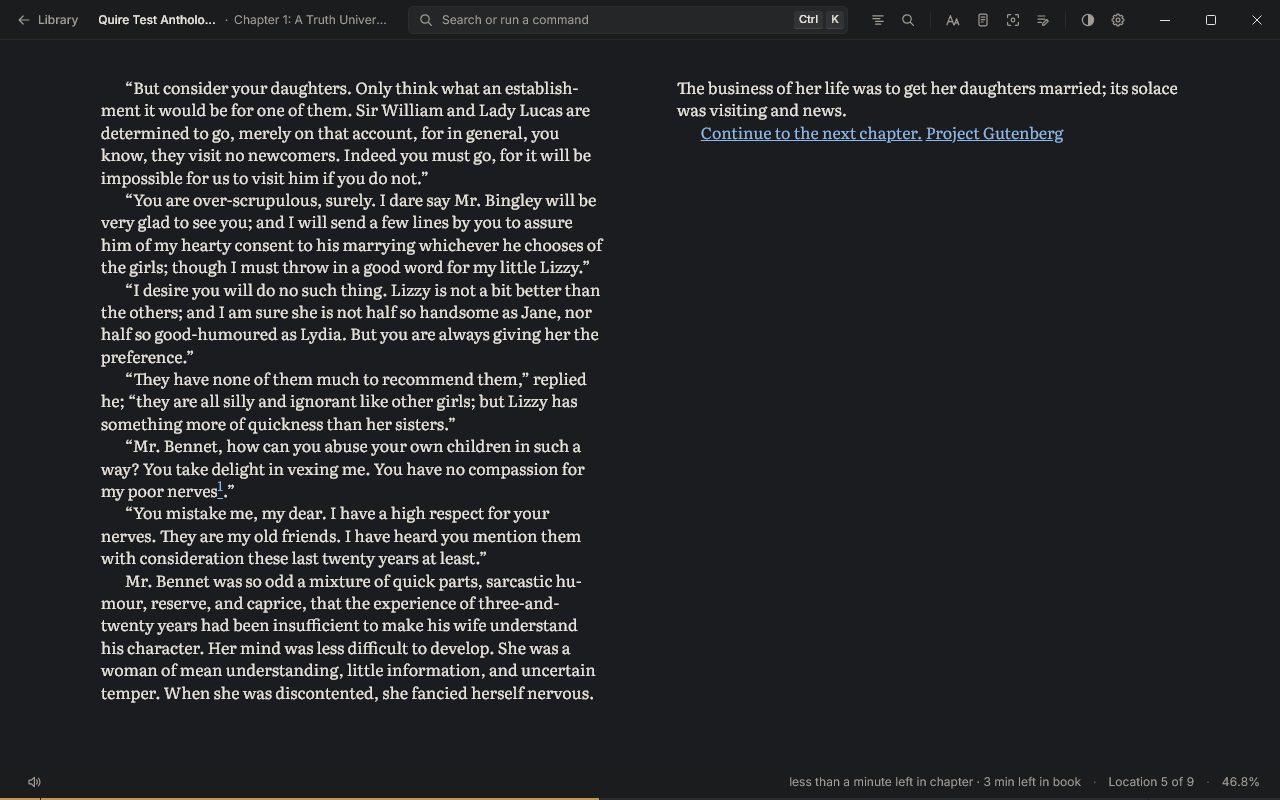 Library
Quire Test Antholo... · Chapter 1: A Truth Univer...
Search or run a command
Ctrl K
“But consider your daughters. Only think what an establish-
ment it would be for one of them. Sir William and Lady Lucas are
determined to go, merely on that account, for in general, you
know, they visit no newcomers. Indeed you must go, for it will be
impossible for us to visit him if you do not.”
“You are over-scrupulous, surely. I dare say Mr. Bingley will be
very glad to see you; and I will send a few lines by you to assure
him of my hearty consent to his marrying whichever he chooses of
the girls; though I must throw in a good word for my little Lizzy.”
“I desire you will do no such thing. Lizzy is not a bit better than
the others; and I am sure she is not half so handsome as Jane, nor
half so good-humoured as Lydia. But you are always giving her the
preference.”
“They have none of them much to recommend them,” replied
he; “they are all silly and ignorant like other girls; but Lizzy has
something more of quickness than her sisters.”
“Mr. Bennet, how can you abuse your own children in such a
way? You take delight in vexing me. You have no compassion for
my poor nerves1.”
“You mistake me, my dear. I have a high respect for your
nerves. They are my old friends. I have heard you mention them
with consideration these last twenty years at least.”
Mr. Bennet was so odd a mixture of quick parts, sarcastic hu-
mour, reserve, and caprice, that the experience of three-and-
twenty years had been insufficient to make his wife understand
his character. Her mind was less difficult to develop. She was a
woman of mean understanding, little information, and uncertain
temper. When she was discontented, she fancied herself nervous.
The business of her life was to get her daughters married; its solace
was visiting and news.
Continue to the next chapter. Project Gutenberg
less than a minute left in chapter · 3 min left in book · Location 5 of 9 · 46.8%